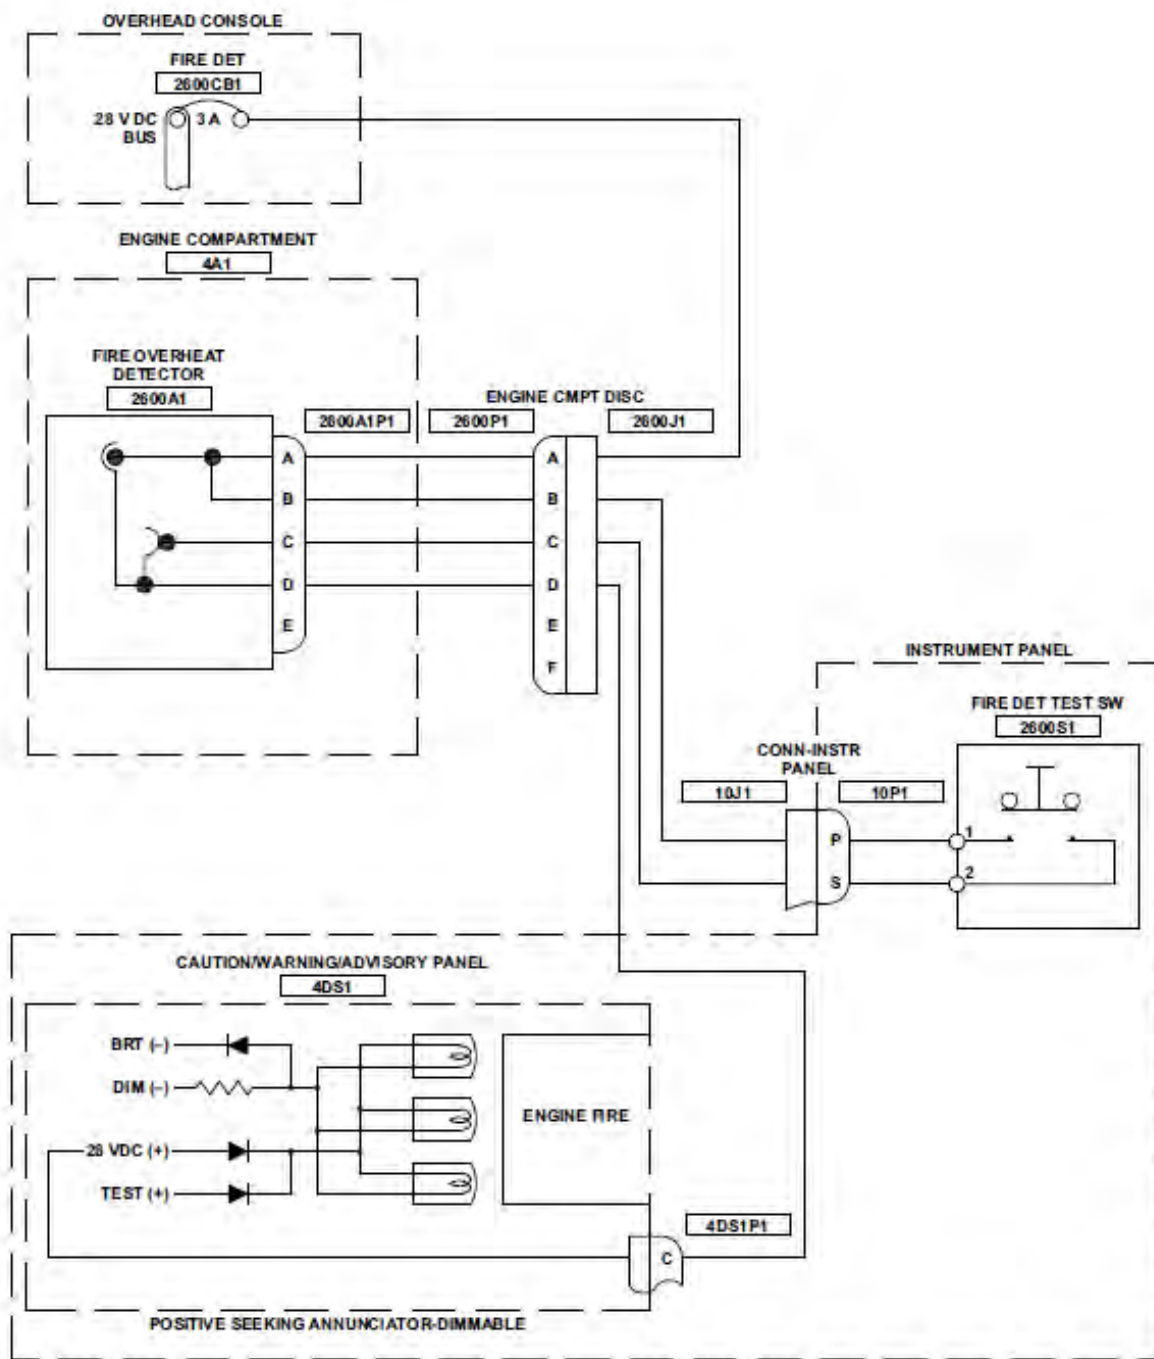 OVERHEAD CONSOLE
FIRE DET
2600CB1
28 V DC
BUS
3 A
ENGINE COMPARTMENT
4A1
FIRE OVERHEAT
DETECTOR
2600A1
2600A1P1
2600P1
ENGINE CMPT DISC
2600J1
A
B
C
D
E
A
B
C
D
E
F
INSTRUMENT PANEL
FIRE DET TEST SW
2600S1
CONN-INSTR
PANEL
10J1
10P1
P
S
1
2
CAUTION/WARNING/ADVISORY PANEL
4DS1
BRT (–)
DIM (–)
28 VDC (+)
TEST (+)
ENGINE FIRE
4DS1P1
C
POSITIVE SEEKING ANNUNCIATOR-DIMMABLE